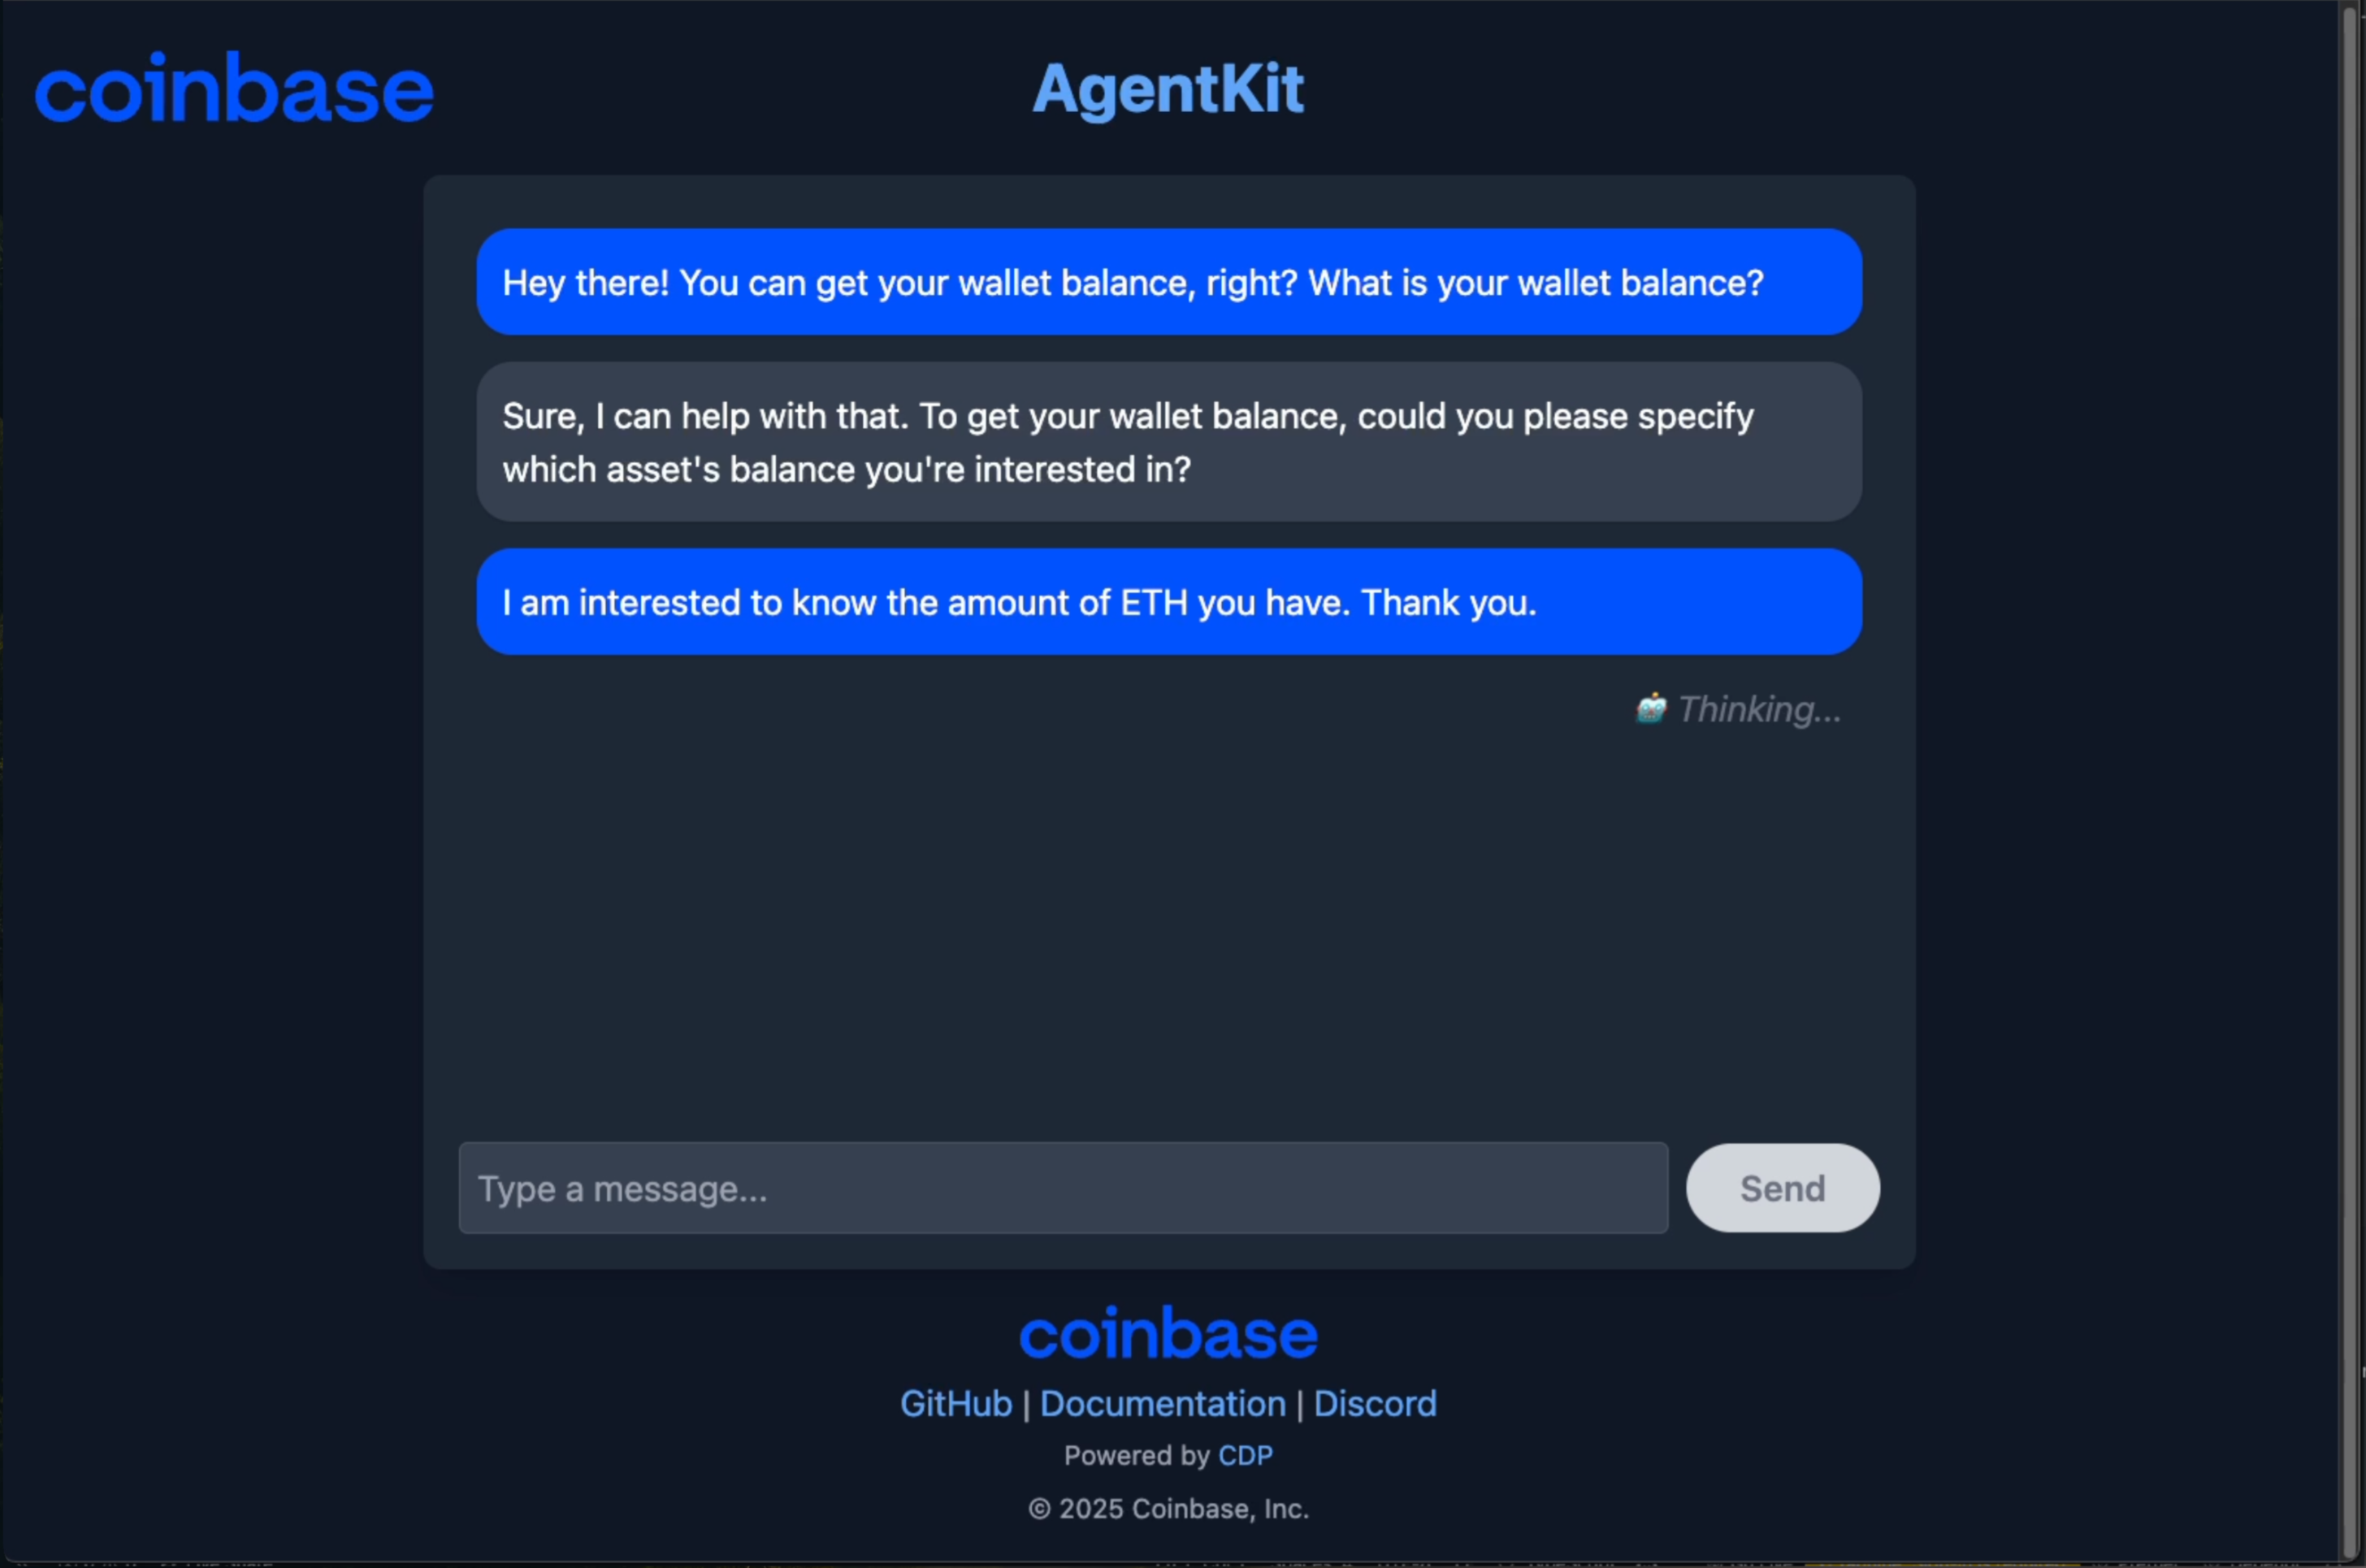 coinbase
AgentKit
Hey there! You can get your wallet balance, right? What is your wallet balance?
Sure, I can help with that. To get your wallet balance, could you please specify
which asset's balance you're interested in?
I am interested to know the amount of ETH you have. Thank you.
🤖 Thinking...
Type a message...
Send
coinbase
GitHub | Documentation | Discord
Powered by CDP
© 2025 Coinbase, Inc.